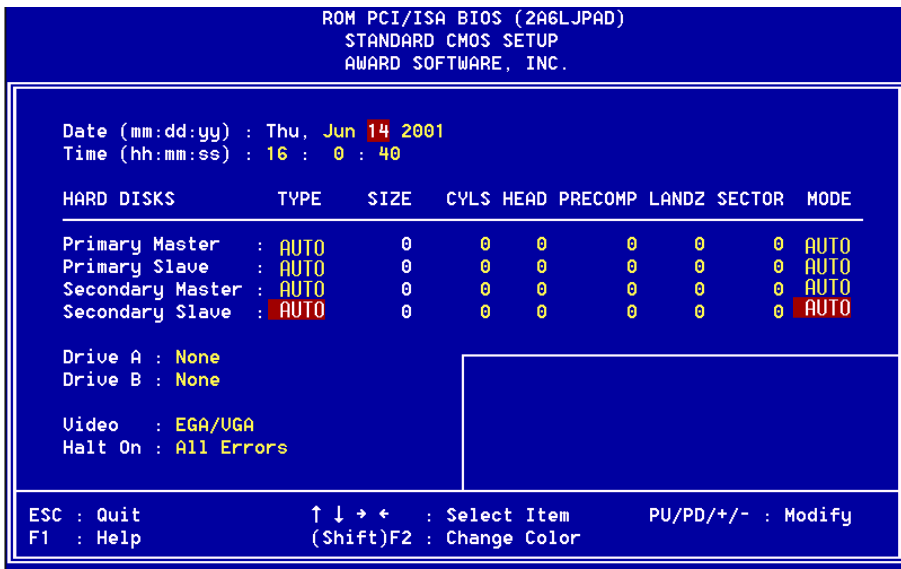 ROM PCI/ISA BIOS (2A6LJPAD)
STANDARD CMOS SETUP
AWARD SOFTWARE, INC.
Date (mm:dd:yy) : Thu, Jun 14 2001
Time (hh:mm:ss) : 16 : 0 : 40
HARD DISKS TYPE SIZE CYLS HEAD PRECOMP LANDZ SECTOR MODE
Primary Master : AUTO 0 0 0 0 0 0 AUTO
Primary Slave : AUTO 0 0 0 0 0 0 AUTO
Secondary Master : AUTO 0 0 0 0 0 0 AUTO
Secondary Slave : AUTO 0 0 0 0 0 0 AUTO
Drive A : None
Drive B : None
Video : EGA/VGA
Halt On : All Errors
ESC : Quit ↑ ↓ → ← : Select Item PU/PD/+/- : Modify
F1 : Help (Shift)F2 : Change Color